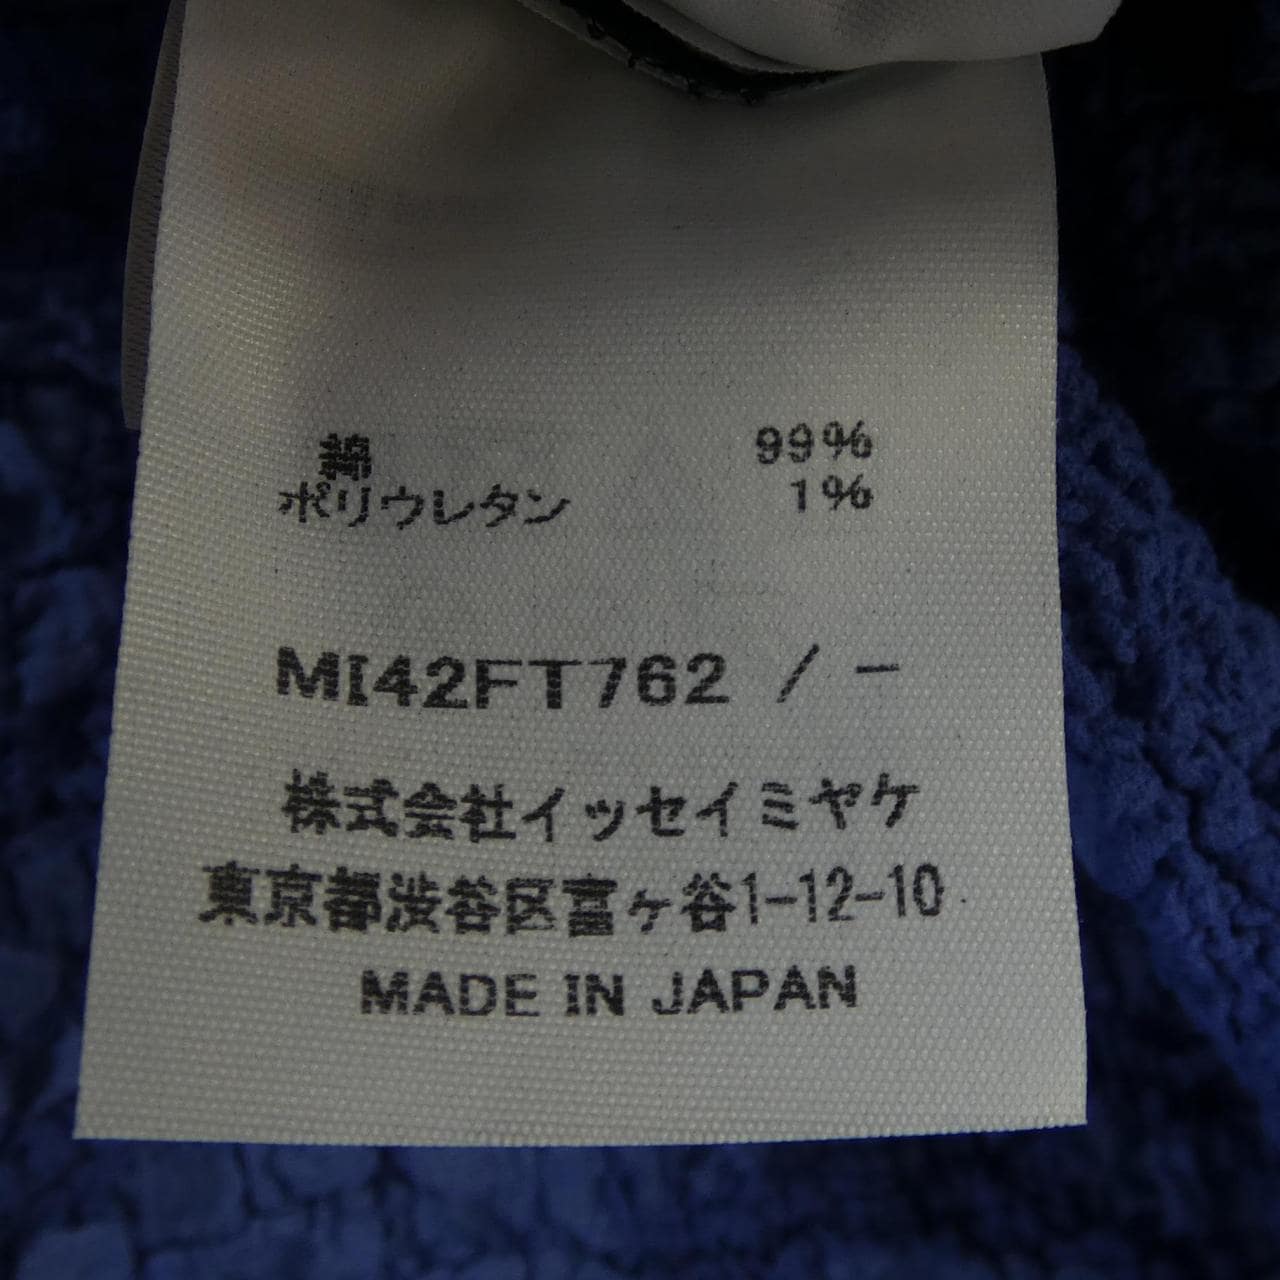 綿 99%
ポリウレタン 1%
MI42FT762 / -
株式会社イッセイミヤケ
東京都渋谷区富ヶ谷1-12-10
MADE IN JAPAN